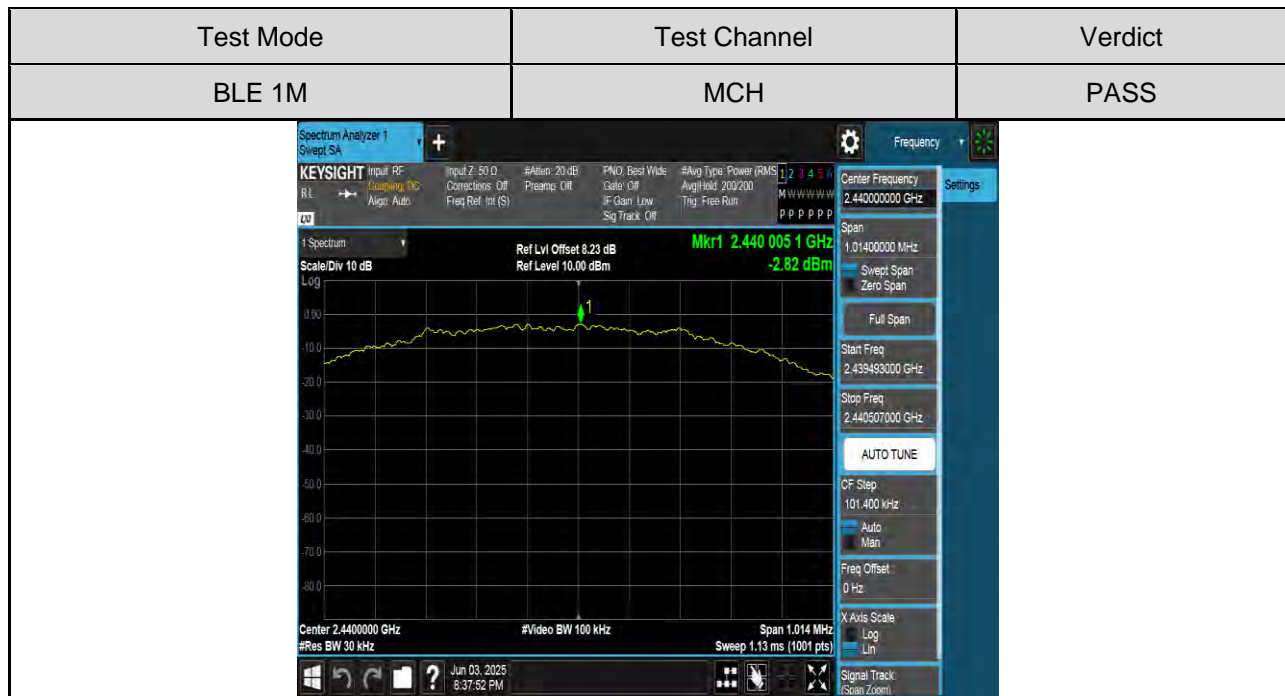 Test Mode Test Channel Verdict
BLE 1M MCH PASS
Spectrum Analyzer 1
Swept SA
+
Frequency
KEYSIGHT Input: RF Input Z: 50 Ω #Atten: 20 dB PNO: Best Wide #Avg Type: Power (RMS 1 2 3 4 5 6
R L Coupling: DC Corrections: Off Preamp: Off Gate: Off Avg|Hold: 200/200 M W W W W W
Align: Auto Freq Ref: Int (S) IF Gain: Low Trig: Free Run
Sig Track: Off P P P P P P
LXI
1 Spectrum Ref Lvl Offset 8.23 dB Mkr1 2.440 005 1 GHz
Scale/Div 10 dB Ref Level 10.00 dBm -2.82 dBm
Log
1
0.00
-10.0
-20.0
-30.0
-40.0
-50.0
-60.0
-70.0
-80.0
Center 2.4400000 GHz #Video BW 100 kHz Span 1.014 MHz
#Res BW 30 kHz Sweep 1.13 ms (1001 pts)
?
Jun 03, 2025
8:37:52 PM
Center Frequency
2.440000000 GHz
Settings
Span
1.01400000 MHz
Swept Span
Zero Span
Full Span
Start Freq
2.439493000 GHz
Stop Freq
2.440507000 GHz
AUTO TUNE
CF Step
101.400 kHz
Auto
Man
Freq Offset
0 Hz
X Axis Scale
Log
Lin
Signal Track
(Span Zoom)